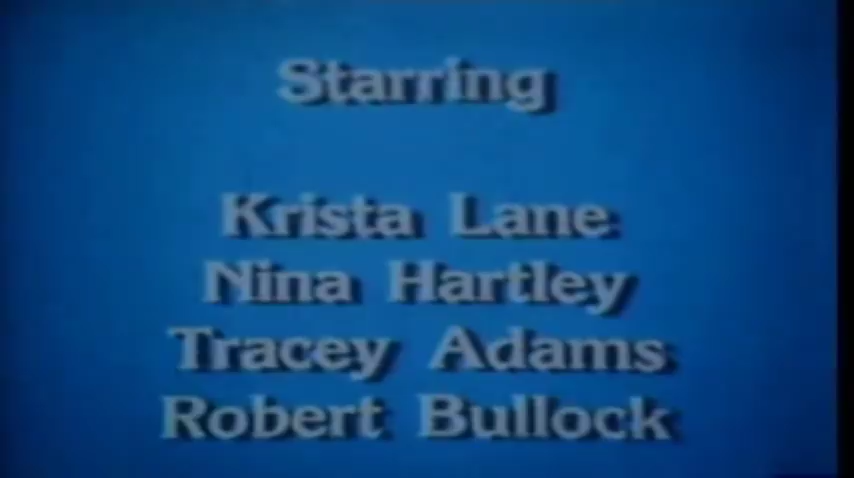 Starring
Krista Lane
Nina Hartley
Tracey Adams
Robert Bullock